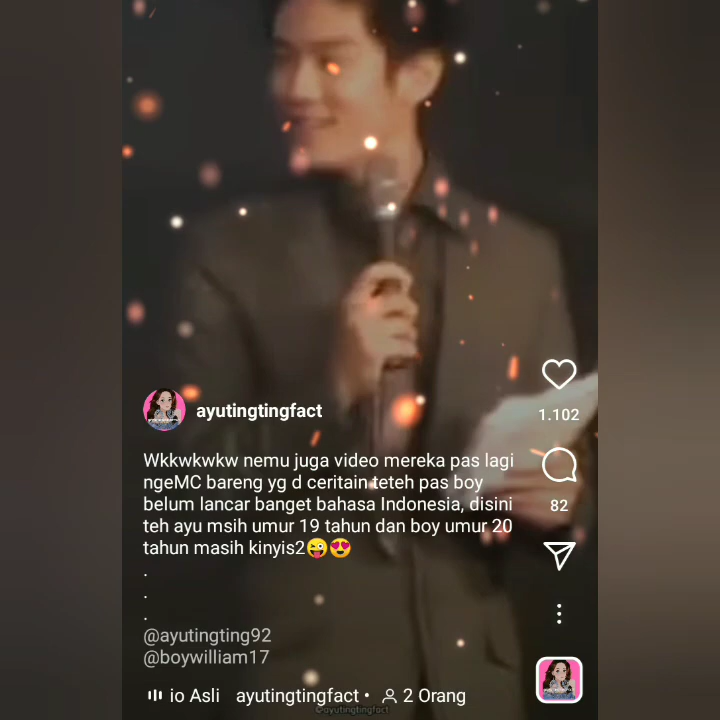 1.102
ayutingtingfact
Wkkwkwkw nemu juga video mereka pas lagi
ngeMC bareng yg d ceritain teteh pas boy
belum lancar banget bahasa Indonesia, disini
82
teh ayu msih umur 19 tahun dan boy umur 20
tahun masih kinyis2😜😍
.
.
.
@ayutingting92
@boywilliam17
io Asli ayutingtingfact • 2 Orang
©ayutingtingfact